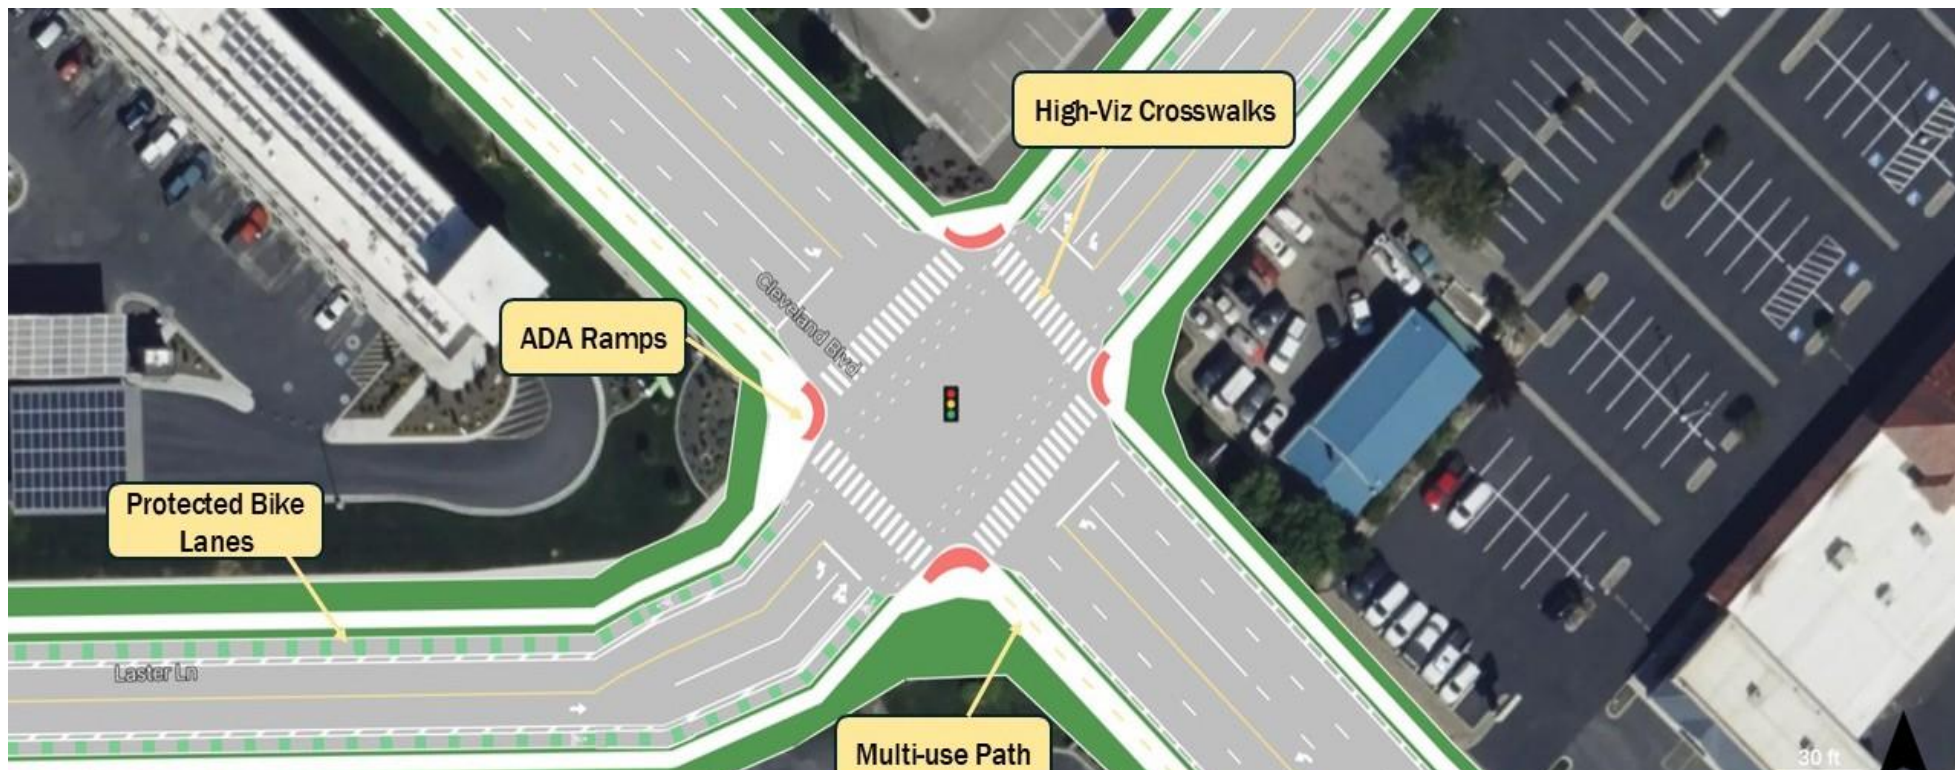 High-Viz Crosswalks
Cleveland Blvd
ADA Ramps
Protected Bike
Lanes
Laster Ln
Multi-use Path
30 ft